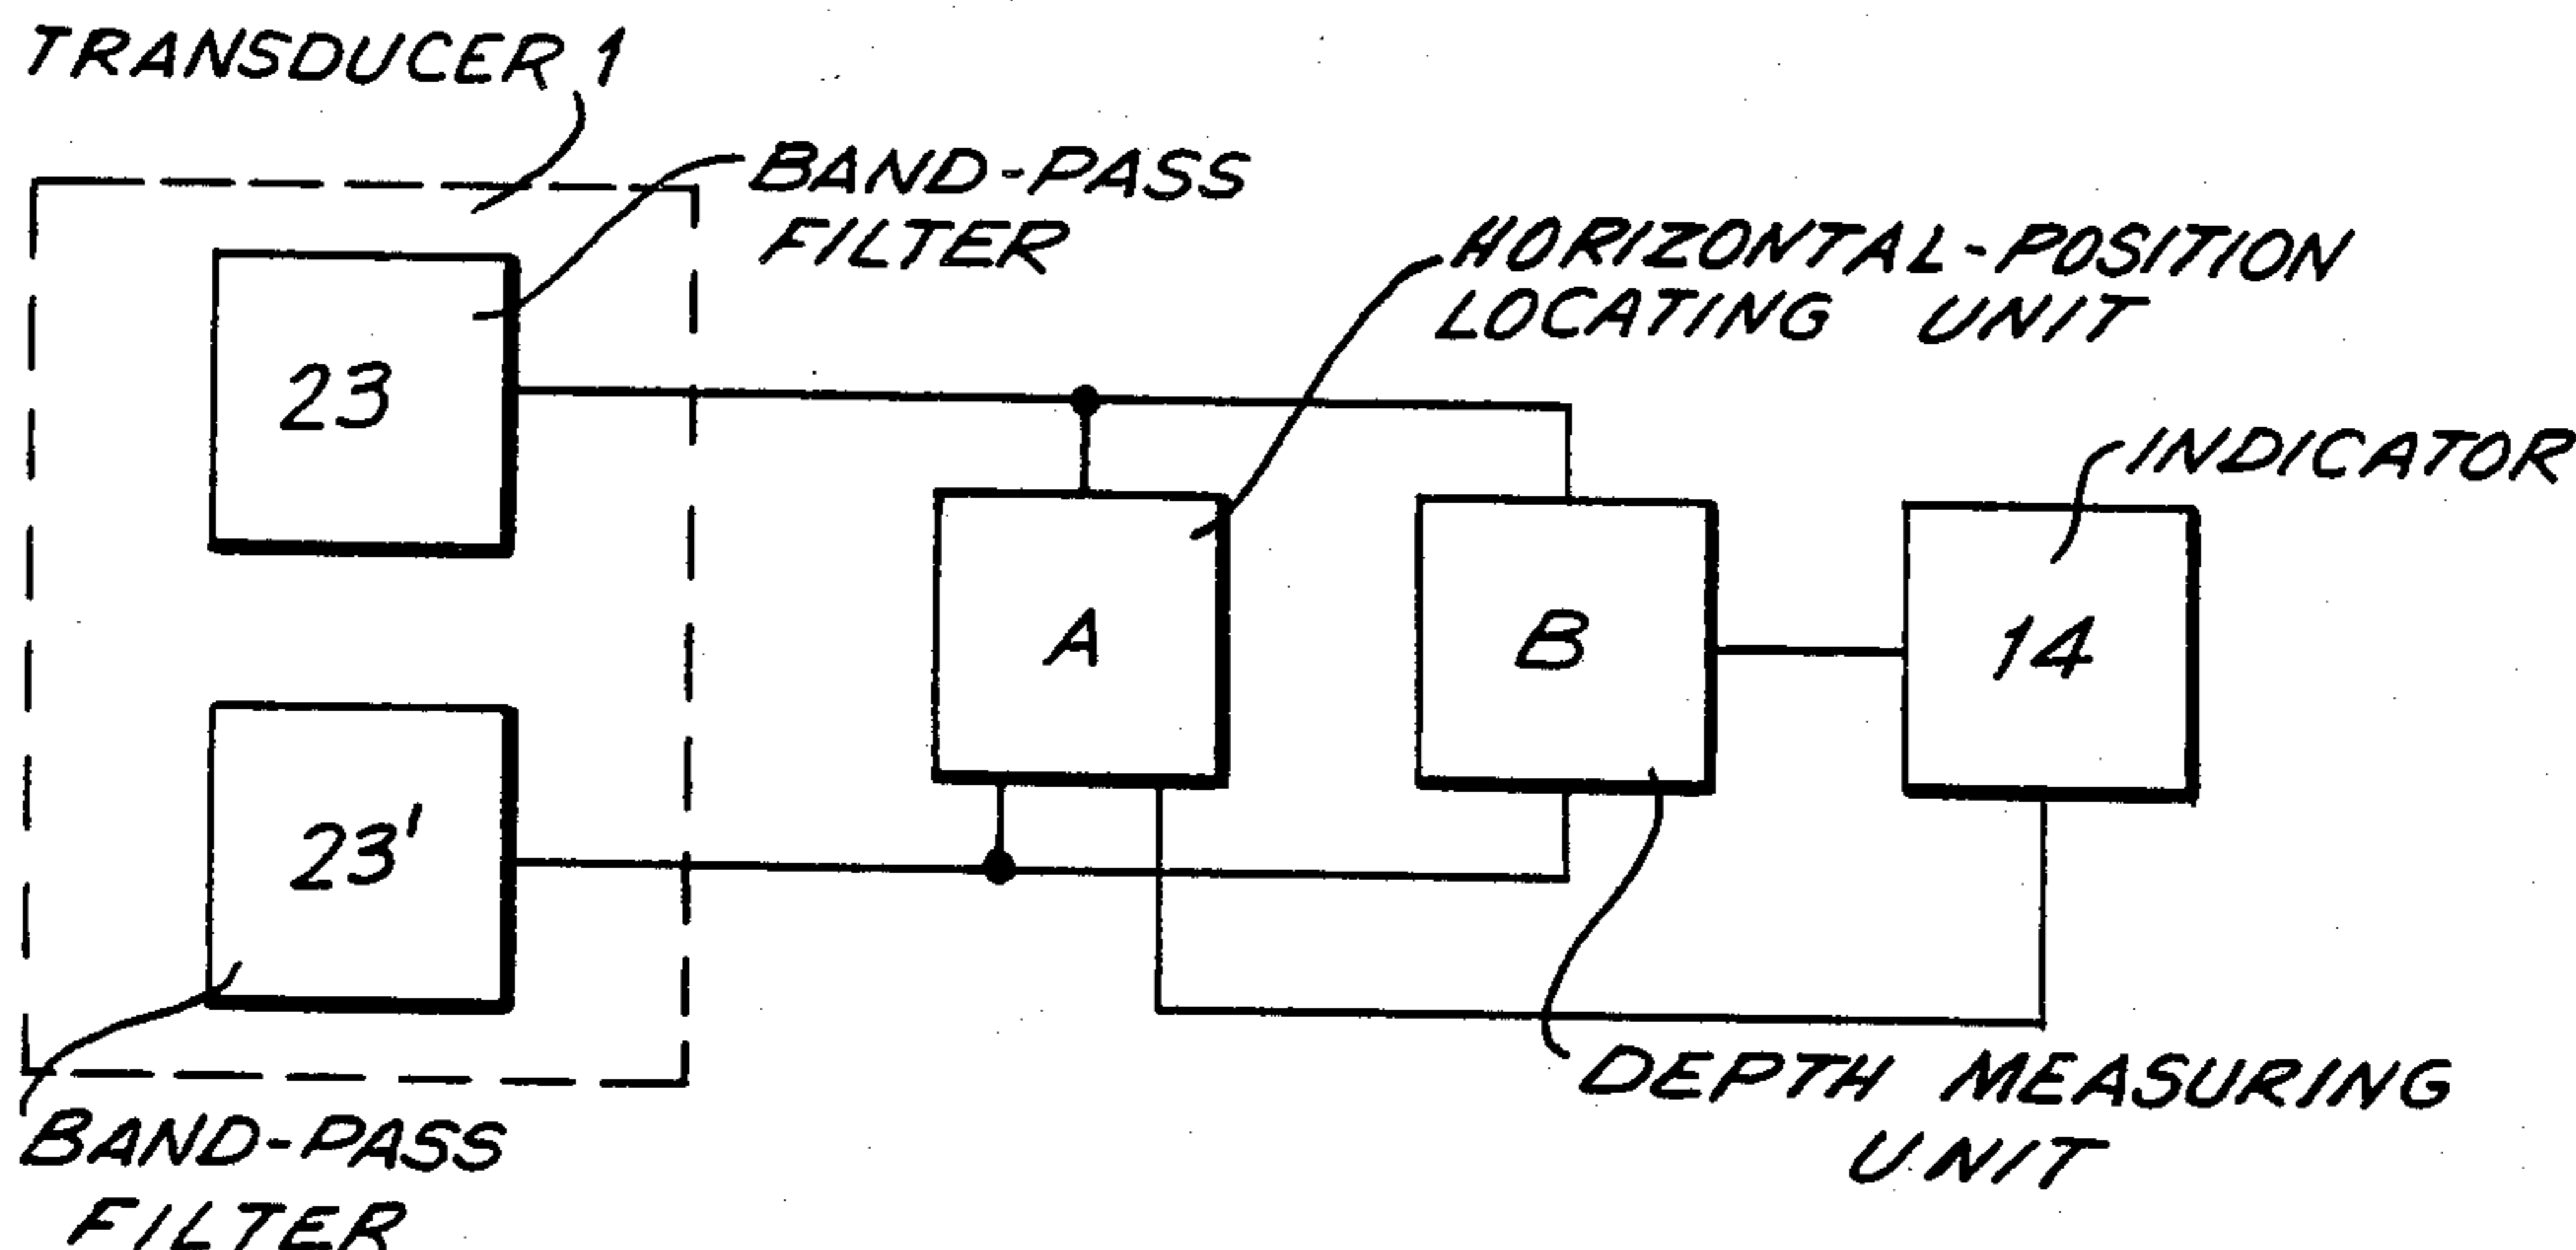 TRANSDUCER 1
BAND-PASS
FILTER
HORIZONTAL-POSITION
LOCATING UNIT
INDICATOR
23
A
B
14
23'
DEPTH MEASURING
UNIT
BAND-PASS
FILTER